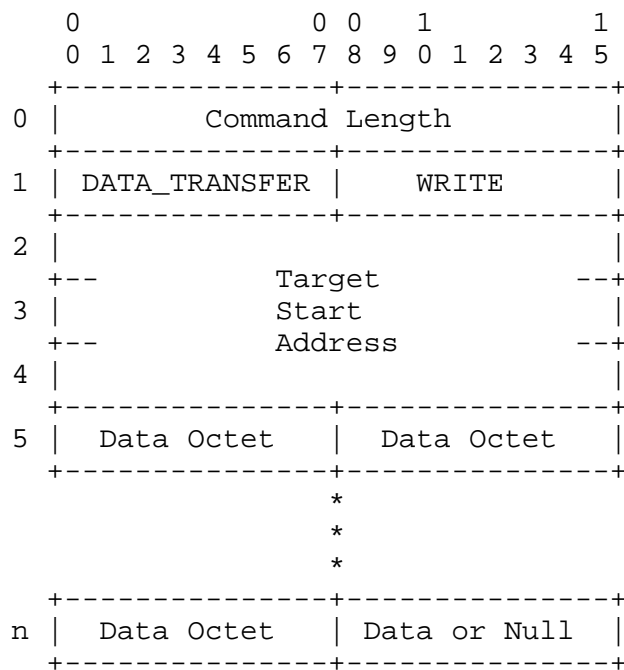 0             0 0   1         1
0 1 2 3 4 5 6 7 8 9 0 1 2 3 4 5
+---------------+---------------+
0 |        Command Length         |
+---------------+---------------+
1 | DATA_TRANSFER |    WRITE      |
+---------------+---------------+
2 |                               |
+--          Target           --+
3 |            Start              |
+--          Address          --+
4 |                               |
+---------------+---------------+
5 |  Data Octet   |  Data Octet   |
+---------------+---------------+
*
*
*
+---------------+---------------+
n |  Data Octet   | Data or Null  |
+---------------+---------------+